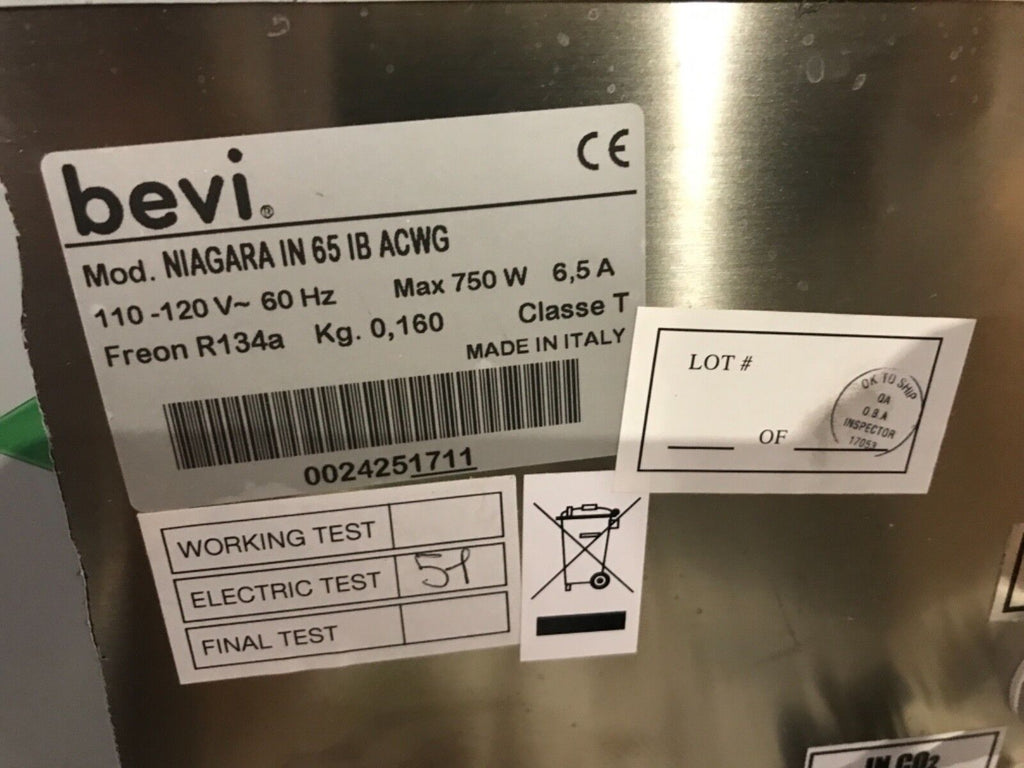 bevi®
CE
Mod. NIAGARA IN 65 IB ACWG
110-120 V~ 60 Hz Max 750 W 6,5 A
Freon R134a Kg. 0,160 Classe T
MADE IN ITALY
0024251711
LOT #
OF
OK TO SHIP
QA
O.B.A
INSPECTOR
17053
WORKING TEST
ELECTRIC TEST
FINAL TEST
IN CO2